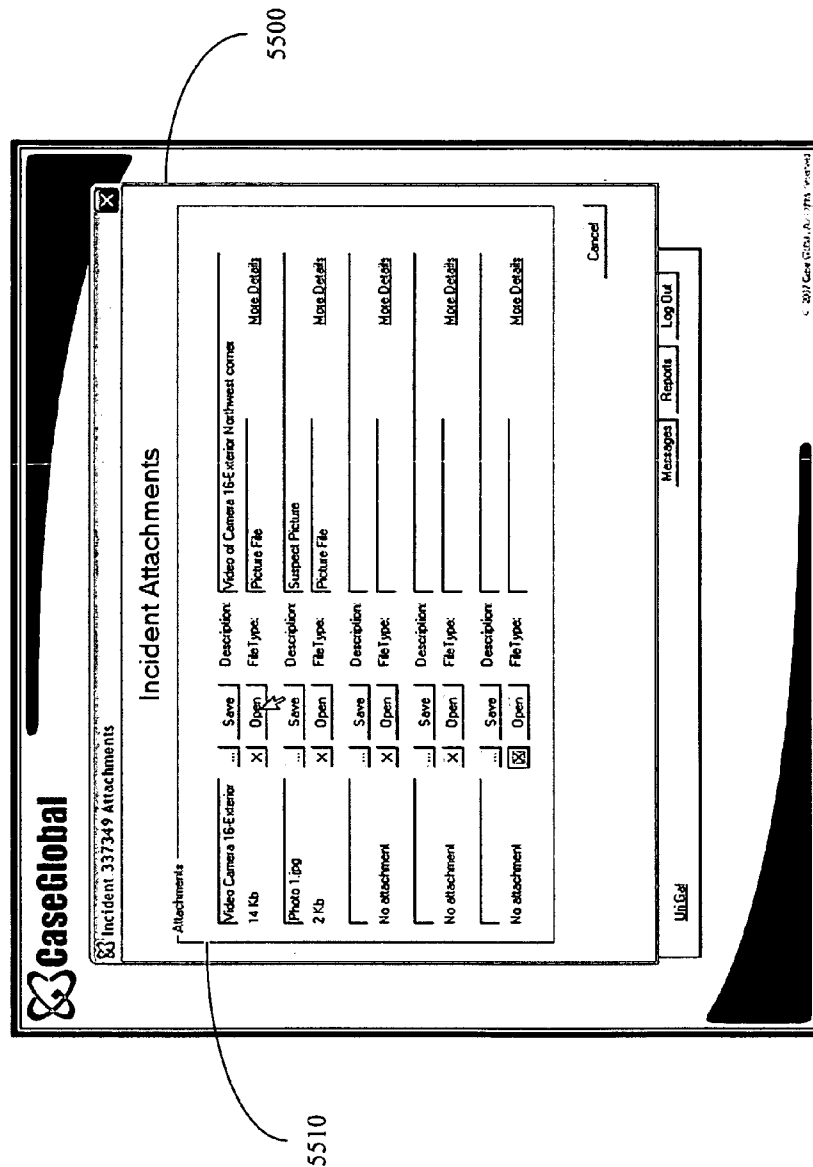 CaseGlobal
Incident 337349 Attachments
5500
Incident Attachments
5510
Attachments
Video Camera 16-Exterior ... Save Description: Video of Camera 16-Exterior Northwest corner
14 Kb X Open File Type: Picture File More Details
Photo 1.jpg ... Save Description: Suspect Picture
2 Kb X Open File Type: Picture File More Details
... Save Description:
No attachment X Open File Type: More Details
... Save Description:
No attachment X Open File Type: More Details
... Save Description:
No attachment X Open File Type: More Details
Cancel
Messages Reports Log Out
© 2007 Case Global,